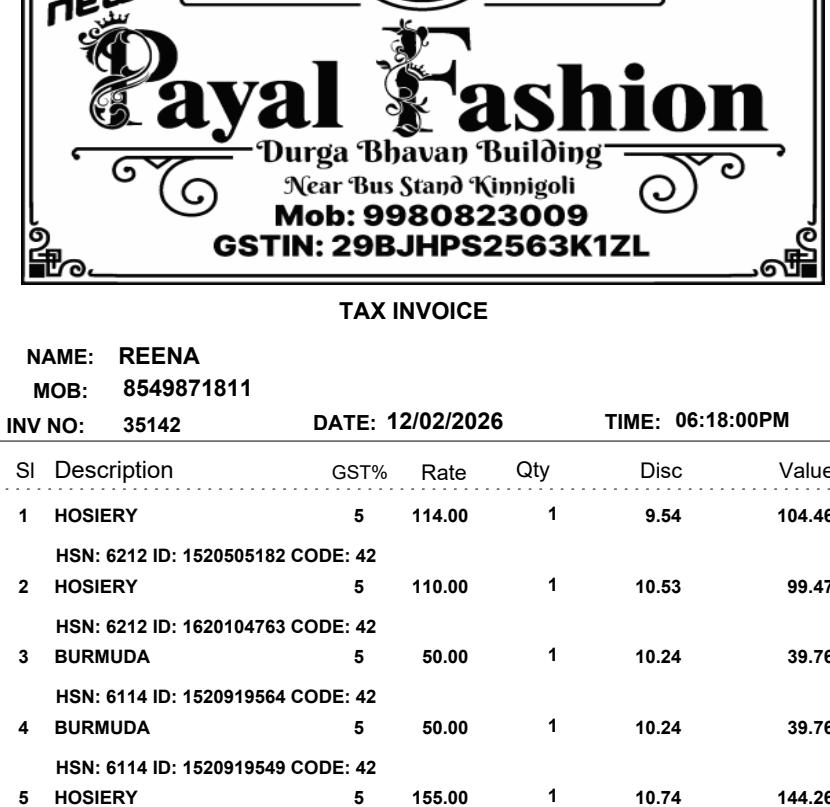 new
Payal Fashion
Durga Bhavan Building
Near Bus Stand Kinnigoli
Mob: 9980823009
GSTIN: 29BJHPS2563K1ZL
TAX INVOICE
NAME: REENA
MOB: 8549871811
INV NO: 35142 DATE: 12/02/2026 TIME: 06:18:00PM
Sl Description GST% Rate Qty Disc Value
1 HOSIERY 5 114.00 1 9.54 104.46
HSN: 6212 ID: 1520505182 CODE: 42
2 HOSIERY 5 110.00 1 10.53 99.47
HSN: 6212 ID: 1620104763 CODE: 42
3 BURMUDA 5 50.00 1 10.24 39.76
HSN: 6114 ID: 1520919564 CODE: 42
4 BURMUDA 5 50.00 1 10.24 39.76
HSN: 6114 ID: 1520919549 CODE: 42
5 HOSIERY 5 155.00 1 10.74 144.26